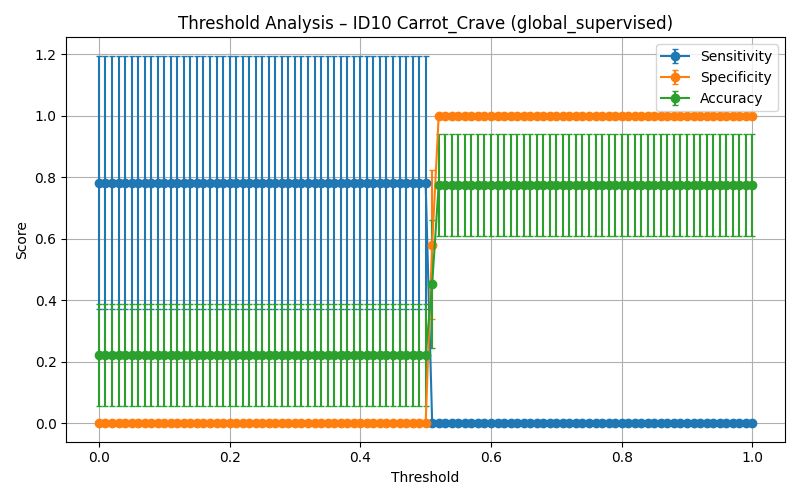 Threshold Analysis – ID10 Carrot_Crave (global_supervised)
Sensitivity
Specificity
Accuracy
Score
1.2
1.0
0.8
0.6
0.4
0.2
0.0
0.0 0.2 0.4 0.6 0.8 1.0
Threshold